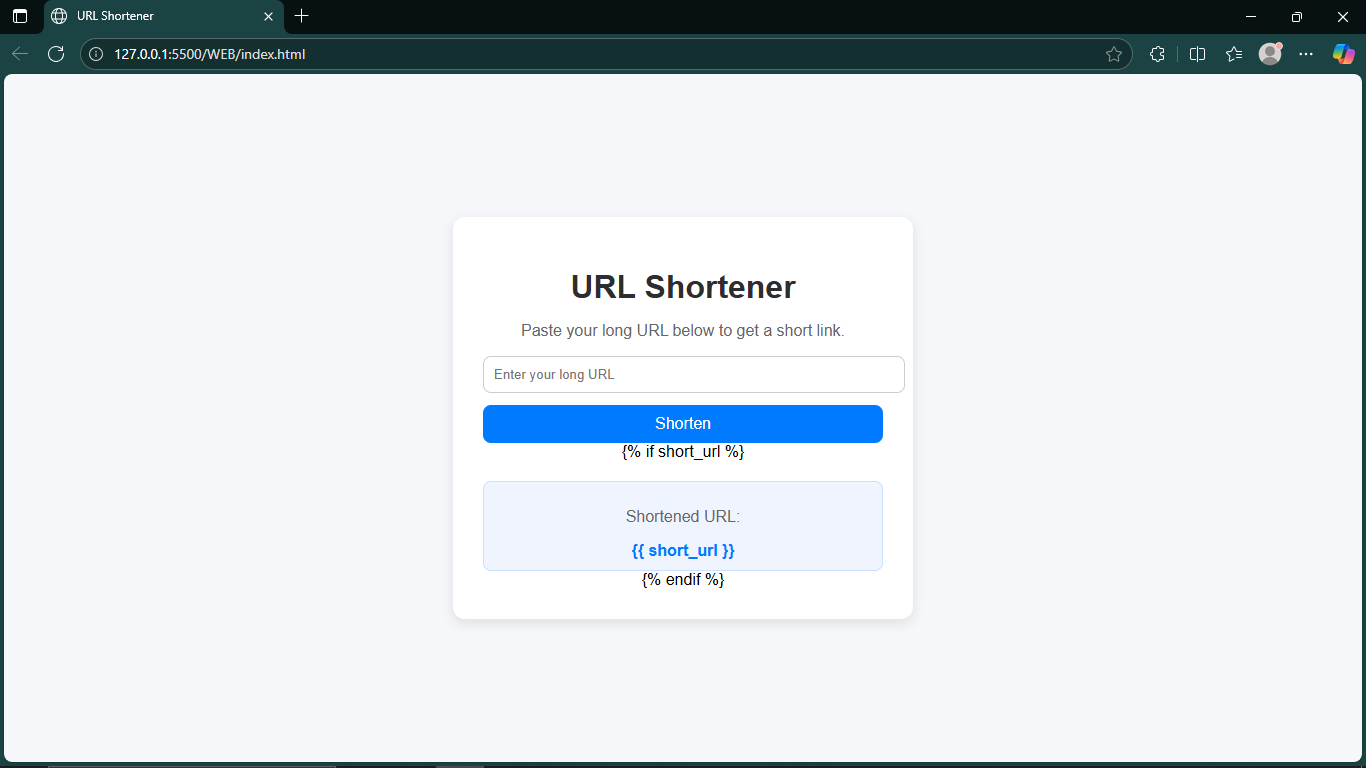 URL Shortener
127.0.0.1:5500/WEB/index.html
URL Shortener
Paste your long URL below to get a short link.
Enter your long URL
Shorten
{% if short_url %}
Shortened URL:
{{ short_url }}
{% endif %}